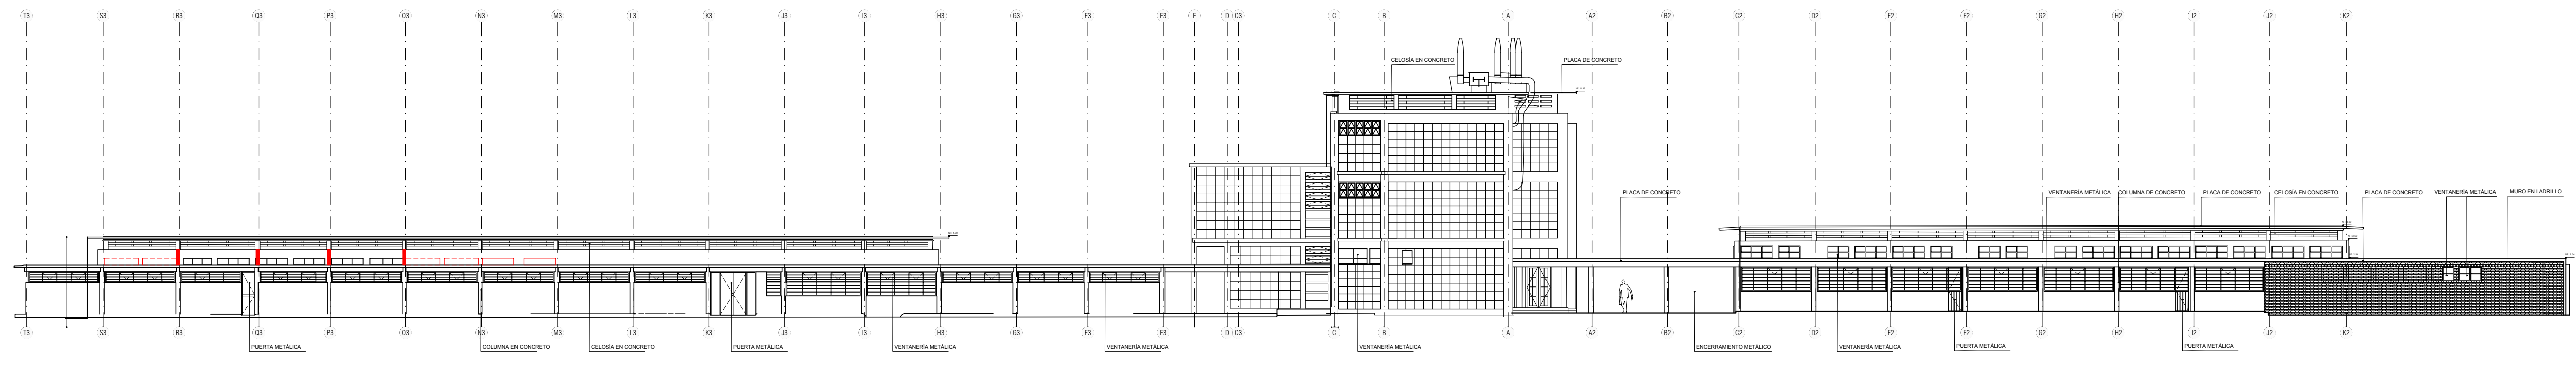 T3 S3 R3 Q3 P3 O3 N3 M3 L3 K3 J3 I3 H3 G3 F3 E3 E D C3 C B A A2 B2 C2 D2 E2 F2 G2 H2 I2 J2 K2
CELOSÍA EN CONCRETO PLACA DE CONCRETO
PLACA DE CONCRETO VENTANERÍA METÁLICA COLUMNA DE CONCRETO PLACA DE CONCRETO CELOSÍA EN CONCRETO PLACA DE CONCRETO VENTANERÍA METÁLICA MURO EN LADRILLO
T3 S3 R3 Q3 P3 O3 N3 M3 L3 K3 J3 I3 H3 G3 F3 E3 E D C3 C B A A2 B2 C2 D2 E2 F2 G2 H2 I2 J2 K2
PUERTA METÁLICA COLUMNA EN CONCRETO CELOSÍA EN CONCRETO PUERTA METÁLICA VENTANERÍA METÁLICA VENTANERÍA METÁLICA VENTANERÍA METÁLICA ENCERRAMIENTO METÁLICO VENTANERÍA METÁLICA PUERTA METÁLICA PUERTA METÁLICA